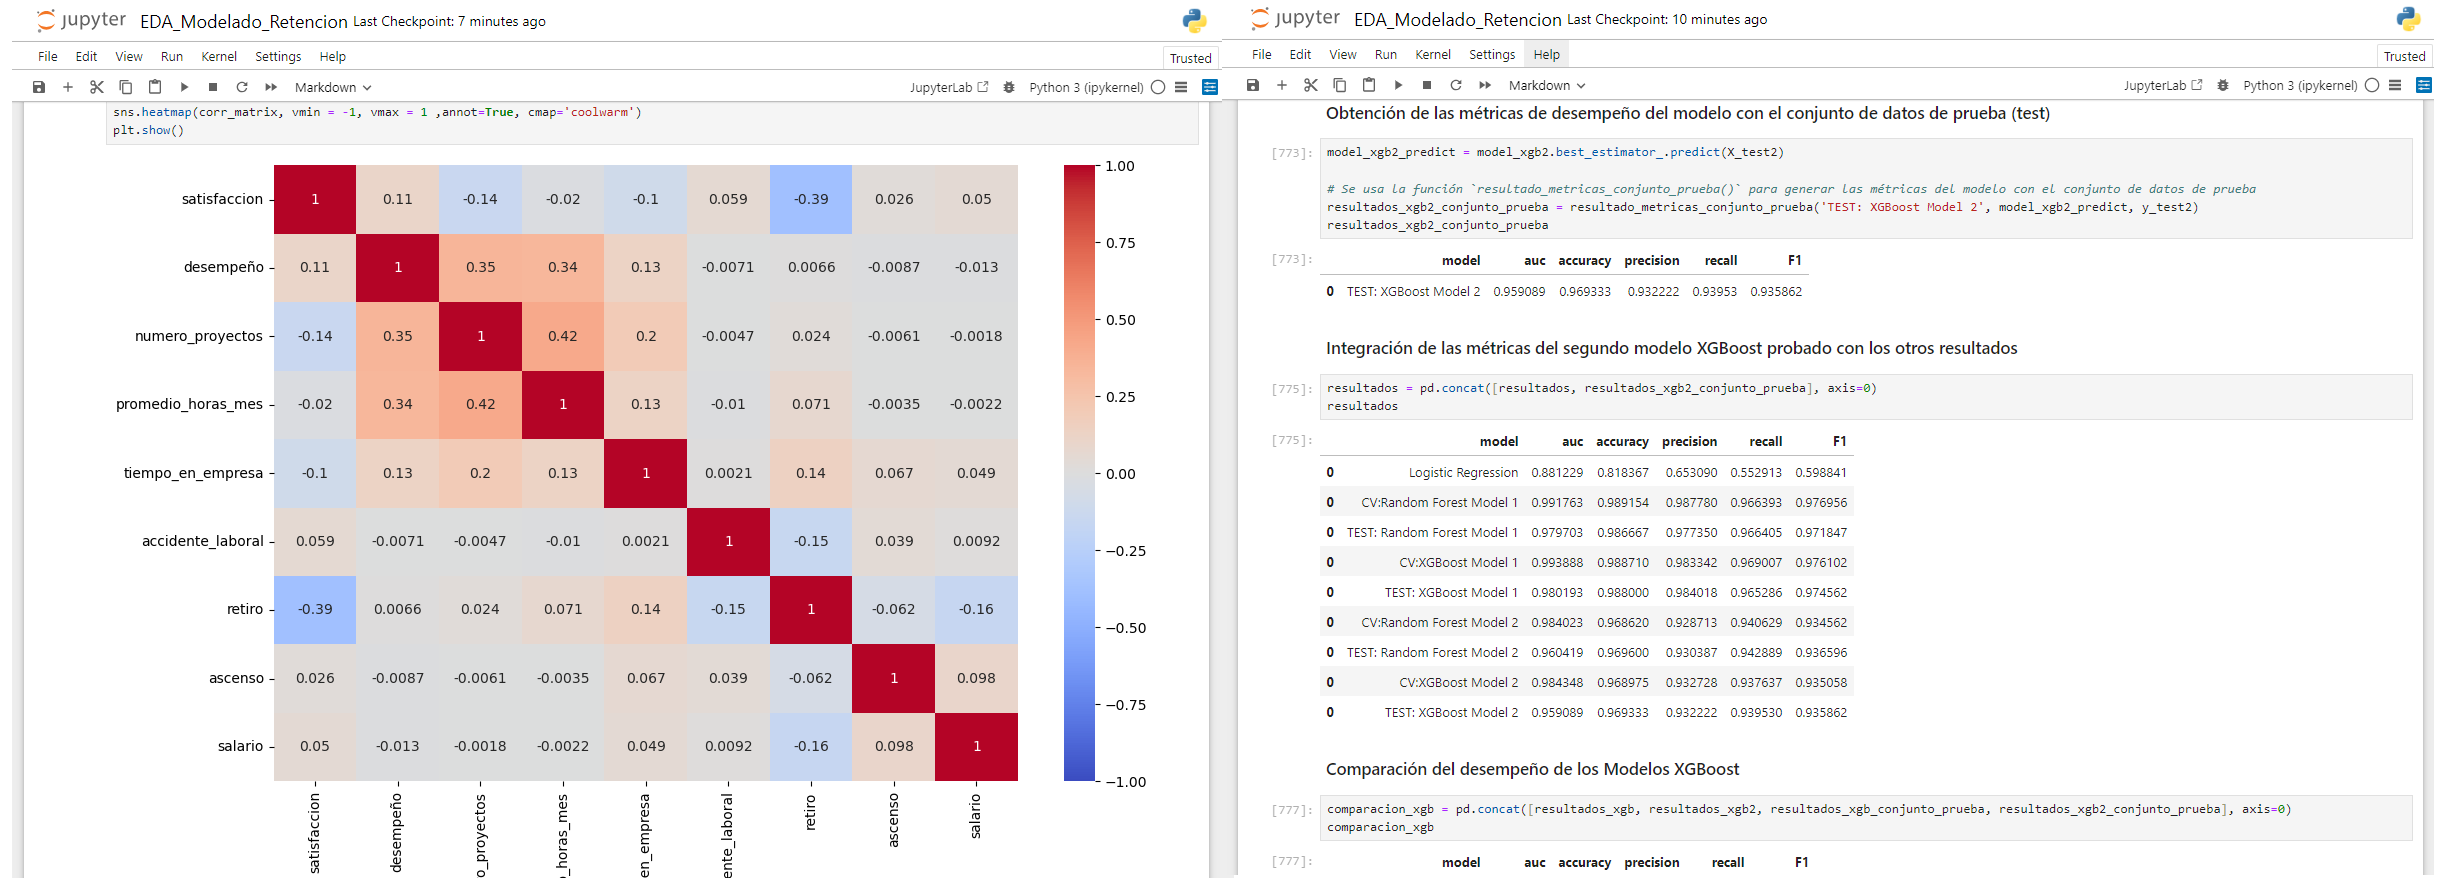 jupyter EDA_Modelado_Retencion Last Checkpoint: 7 minutes ago
File Edit View Run Kernel Settings Help Trusted
Markdown JupyterLab Python 3 (ipykernel)
sns.heatmap(corr_matrix, vmin = -1, vmax = 1 ,annot=True, cmap='coolwarm')
plt.show()
satisfaccion 1 0.11 -0.14 -0.02 -0.1 0.059 -0.39 0.026 0.05
desempeño 0.11 1 0.35 0.34 0.13 -0.0071 0.0066 -0.0087 -0.013
numero_proyectos -0.14 0.35 1 0.42 0.2 -0.0047 0.024 -0.0061 -0.0018
promedio_horas_mes -0.02 0.34 0.42 1 0.13 -0.01 0.071 -0.0035 -0.0022
tiempo_en_empresa -0.1 0.13 0.2 0.13 1 0.0021 0.14 0.067 0.049
accidente_laboral 0.059 -0.0071 -0.0047 -0.01 0.0021 1 -0.15 0.039 0.0092
retiro -0.39 0.0066 0.024 0.071 0.14 -0.15 1 -0.062 -0.16
ascenso 0.026 -0.0087 -0.0061 -0.0035 0.067 0.039 -0.062 1 0.098
salario 0.05 -0.013 -0.0018 -0.0022 0.049 0.0092 -0.16 0.098 1
satisfaccion desempeño o_proyectos _horas_mes en_empresa ente_laboral retiro ascenso salario
1.00
0.75
0.50
0.25
0.00
−0.25
−0.50
−0.75
−1.00
jupyter EDA_Modelado_Retencion Last Checkpoint: 10 minutes ago
File Edit View Run Kernel Settings Help Trusted
Markdown JupyterLab Python 3 (ipykernel)
Obtención de las métricas de desempeño del modelo con el conjunto de datos de prueba (test)
[773]: model_xgb2_predict = model_xgb2.best_estimator_.predict(X_test2)
# Se usa la función `resultado_metricas_conjunto_prueba()` para generar las métricas del modelo con el conjunto de datos de prueba
resultados_xgb2_conjunto_prueba = resultado_metricas_conjunto_prueba('TEST: XGBoost Model 2', model_xgb2_predict, y_test2)
resultados_xgb2_conjunto_prueba
[773]: model auc accuracy precision recall F1
0 TEST: XGBoost Model 2 0.959089 0.969333 0.932222 0.93953 0.935862
Integración de las métricas del segundo modelo XGBoost probado con los otros resultados
[775]: resultados = pd.concat([resultados, resultados_xgb2_conjunto_prueba], axis=0)
resultados
[775]: model auc accuracy precision recall F1
0 Logistic Regression 0.881229 0.818367 0.653090 0.552913 0.598841
0 CV:Random Forest Model 1 0.991763 0.989154 0.987780 0.966393 0.976956
0 TEST: Random Forest Model 1 0.979703 0.986667 0.977350 0.966405 0.971847
0 CV:XGBoost Model 1 0.993888 0.988710 0.983342 0.969007 0.976102
0 TEST: XGBoost Model 1 0.980193 0.988000 0.984018 0.965286 0.974562
0 CV:Random Forest Model 2 0.984023 0.968620 0.928713 0.940629 0.934562
0 TEST: Random Forest Model 2 0.960419 0.969600 0.930387 0.942889 0.936596
0 CV:XGBoost Model 2 0.984348 0.968975 0.932728 0.937637 0.935058
0 TEST: XGBoost Model 2 0.959089 0.969333 0.932222 0.939530 0.935862
Comparación del desempeño de los Modelos XGBoost
[777]: comparacion_xgb = pd.concat([resultados_xgb, resultados_xgb2, resultados_xgb_conjunto_prueba, resultados_xgb2_conjunto_prueba], axis=0)
comparacion_xgb
[777]: model auc accuracy precision recall F1